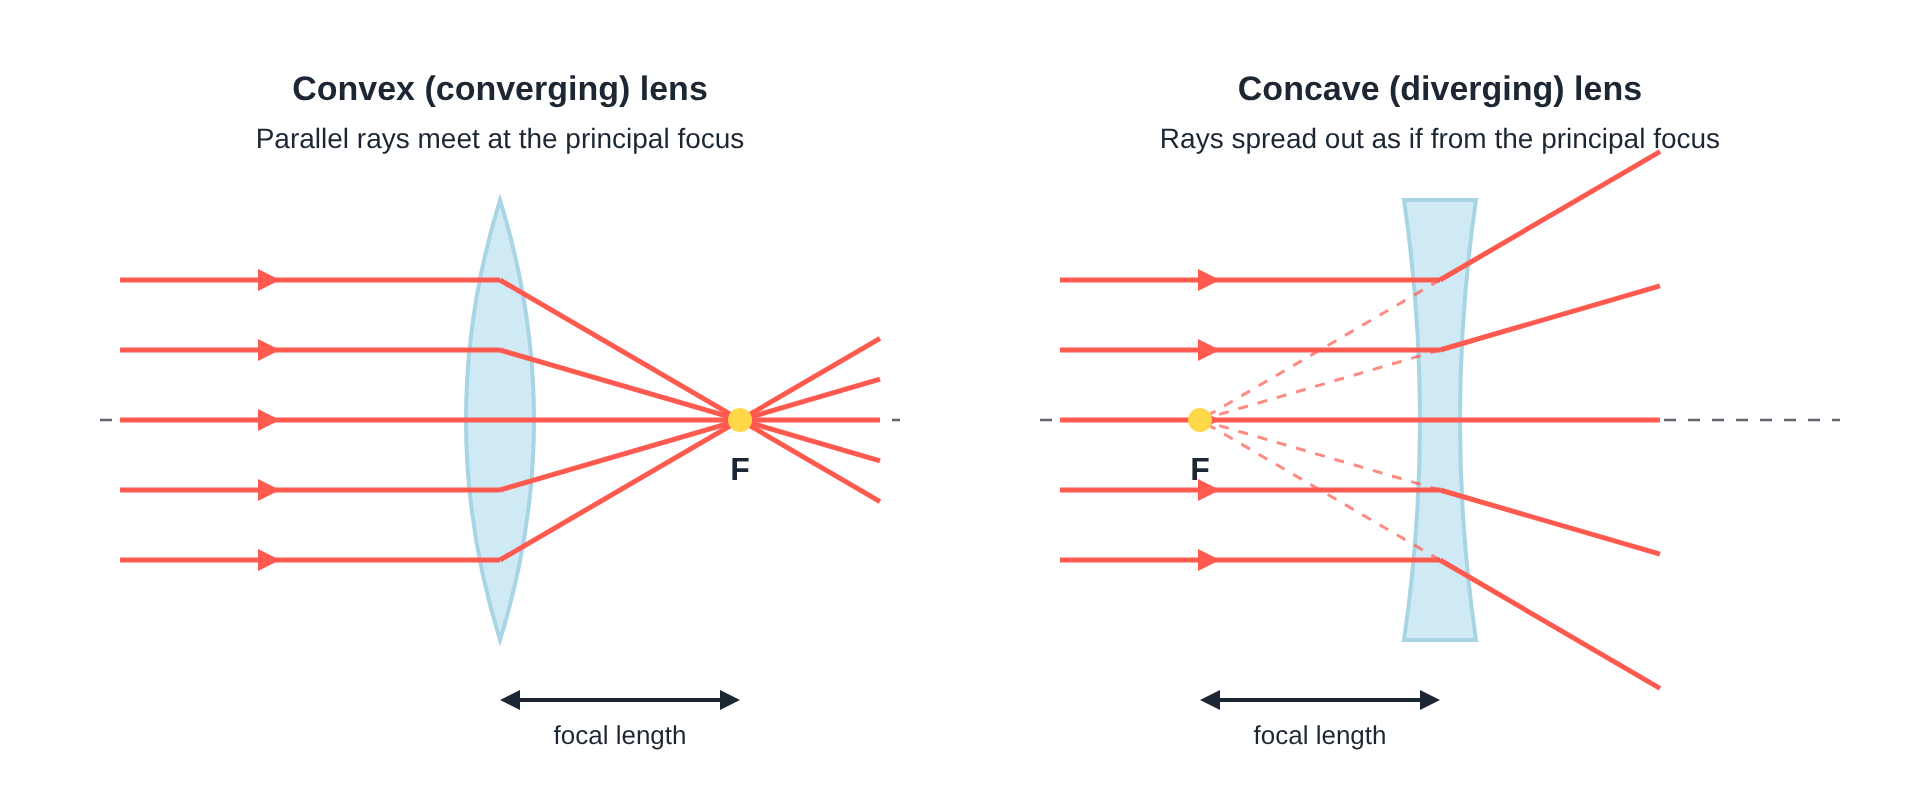 Convex (converging) lens
Parallel rays meet at the principal focus
F
focal length
Concave (diverging) lens
Rays spread out as if from the principal focus
F
focal length